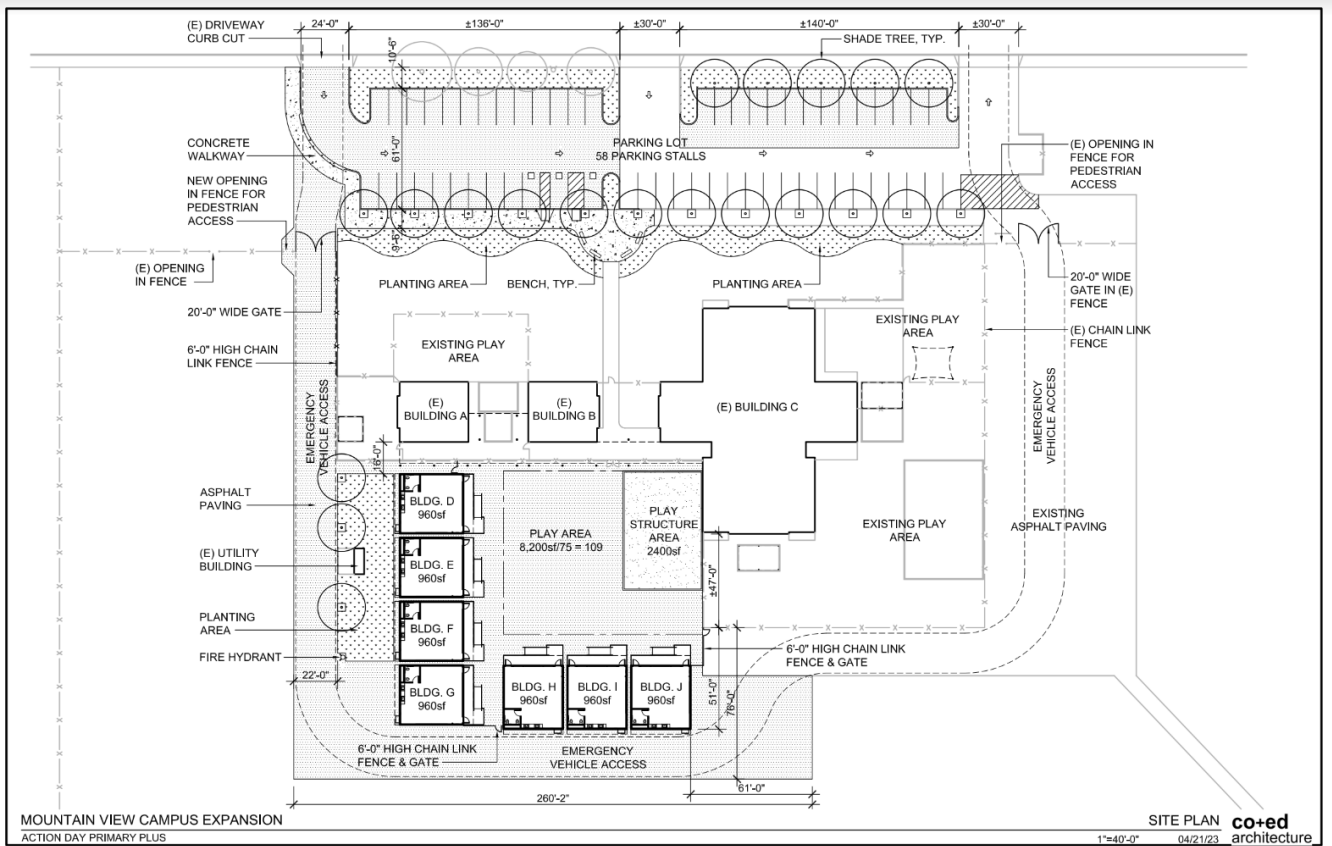 (E) DRIVEWAY
CURB CUT
24'-0"
±136'-0"
±30'-0"
±140'-0"
±30'-0"
SHADE TREE, TYP.
10'-6"
CONCRETE
WALKWAY
61'-0"
PARKING LOT
58 PARKING STALLS
(E) OPENING IN
FENCE FOR
PEDESTRIAN
ACCESS
NEW OPENING
IN FENCE FOR
PEDESTRIAN
ACCESS
9'-6"
(E) OPENING
IN FENCE
PLANTING AREA
BENCH, TYP.
PLANTING AREA
20'-0" WIDE
GATE IN (E)
FENCE
20'-0" WIDE GATE
EXISTING PLAY
AREA
(E) CHAIN LINK
FENCE
6'-0" HIGH CHAIN
LINK FENCE
EXISTING PLAY
AREA
EMERGENCY
VEHICLE ACCESS
(E)
BUILDING A
(E)
BUILDING B
(E) BUILDING C
EMERGENCY
VEHICLE ACCESS
16'-0"
ASPHALT
PAVING
BLDG. D
960sf
PLAY AREA
8,200sf/75 = 109
PLAY
STRUCTURE
AREA
2400sf
EXISTING PLAY
AREA
EXISTING
ASPHALT PAVING
(E) UTILITY
BUILDING
BLDG. E
960sf
±47'-0"
PLANTING
AREA
BLDG. F
960sf
FIRE HYDRANT
6'-0" HIGH CHAIN LINK
FENCE & GATE
22'-0"
BLDG. G
960sf
BLDG. H
960sf
BLDG. I
960sf
BLDG. J
960sf
51'-0"
76'-0"
6'-0" HIGH CHAIN LINK
FENCE & GATE
EMERGENCY
VEHICLE ACCESS
61'-0"
260'-2"
MOUNTAIN VIEW CAMPUS EXPANSION
ACTION DAY PRIMARY PLUS
SITE PLAN
1"=40'-0"
04/21/23
co+ed
architecture